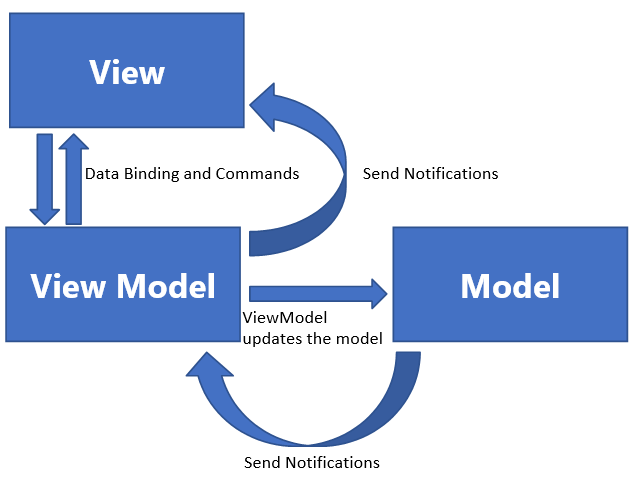 View
Data Binding and Commands
Send Notifications
View Model
Model
ViewModel
updates the model
Send Notifications